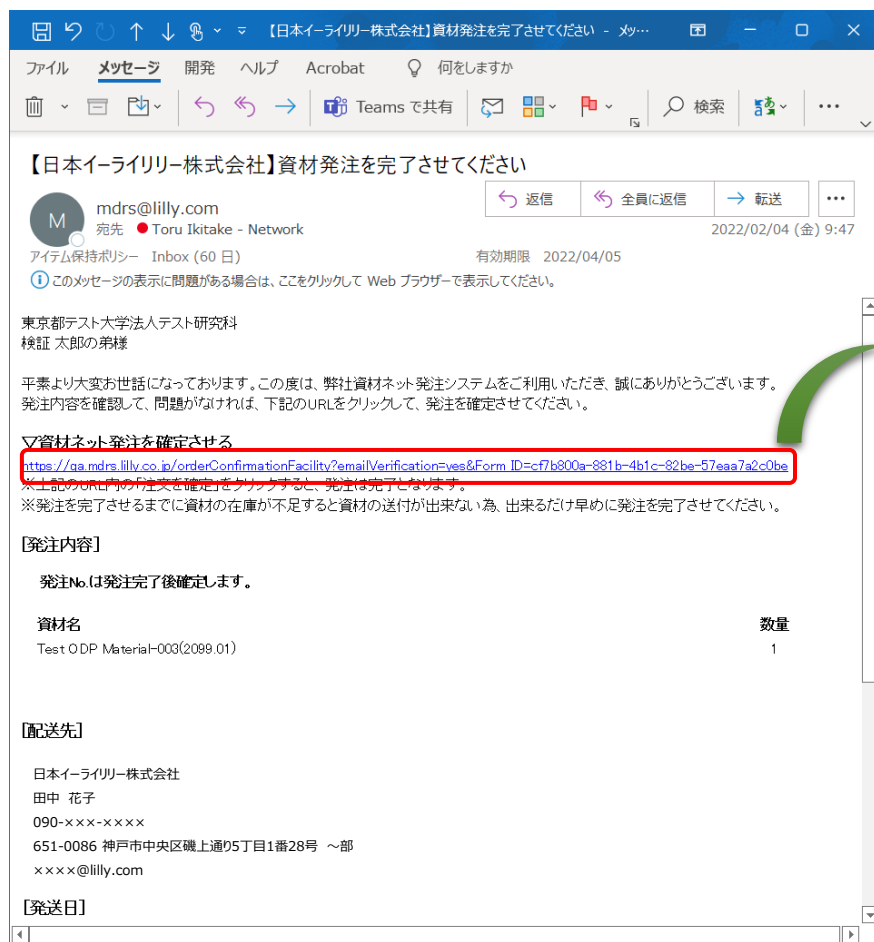 【日本イーライリリー株式会社】資材発注を完了させてください - メッ…
ファイル メッセージ 開発 ヘルプ Acrobat 何をしますか
Teams で共有 検索 …
【日本イーライリリー株式会社】資材発注を完了させてください
M
mdrs@lilly.com
返信 全員に返信 転送 …
宛先 Toru Ikitake - Network
2022/02/04 (金) 9:47
アイテム保持ポリシー Inbox (60 日) 有効期限 2022/04/05
このメッセージの表示に問題がある場合は、ここをクリックして Web ブラウザーで表示してください。
東京都テスト大学法人テスト研究科
検証 太郎の弟様
平素より大変お世話になっております。この度は、弊社資材ネット発注システムをご利用いただき、誠にありがとうございます。
発注内容を確認して、問題がなければ、下記のURLをクリックして、発注を確定させてください。
▽資材ネット発注を確定させる
https://qa.mdrs.lilly.co.jp/orderConfirmationFacility?emailVerification=yes&Form ID=cf7b800a-881b-4b1c-82be-57eaa7a2c0be
※上記のURL内の「注文を確定」をクリックすると、発注は完了となります。
※発注を完了させるまでに資材の在庫が不足すると資材の送付が出来ない為、出来るだけ早めに発注を完了させてください。
[発注内容]
発注No.は発注完了後確定します。
資材名 数量
Test ODP Material-003(2099.01) 1
[配送先]
日本イーライリリー株式会社
田中 花子
090-×××-××××
651-0086 神戸市中央区磯上通り5丁目1番28号 ～部
××××@lilly.com
[発送日]